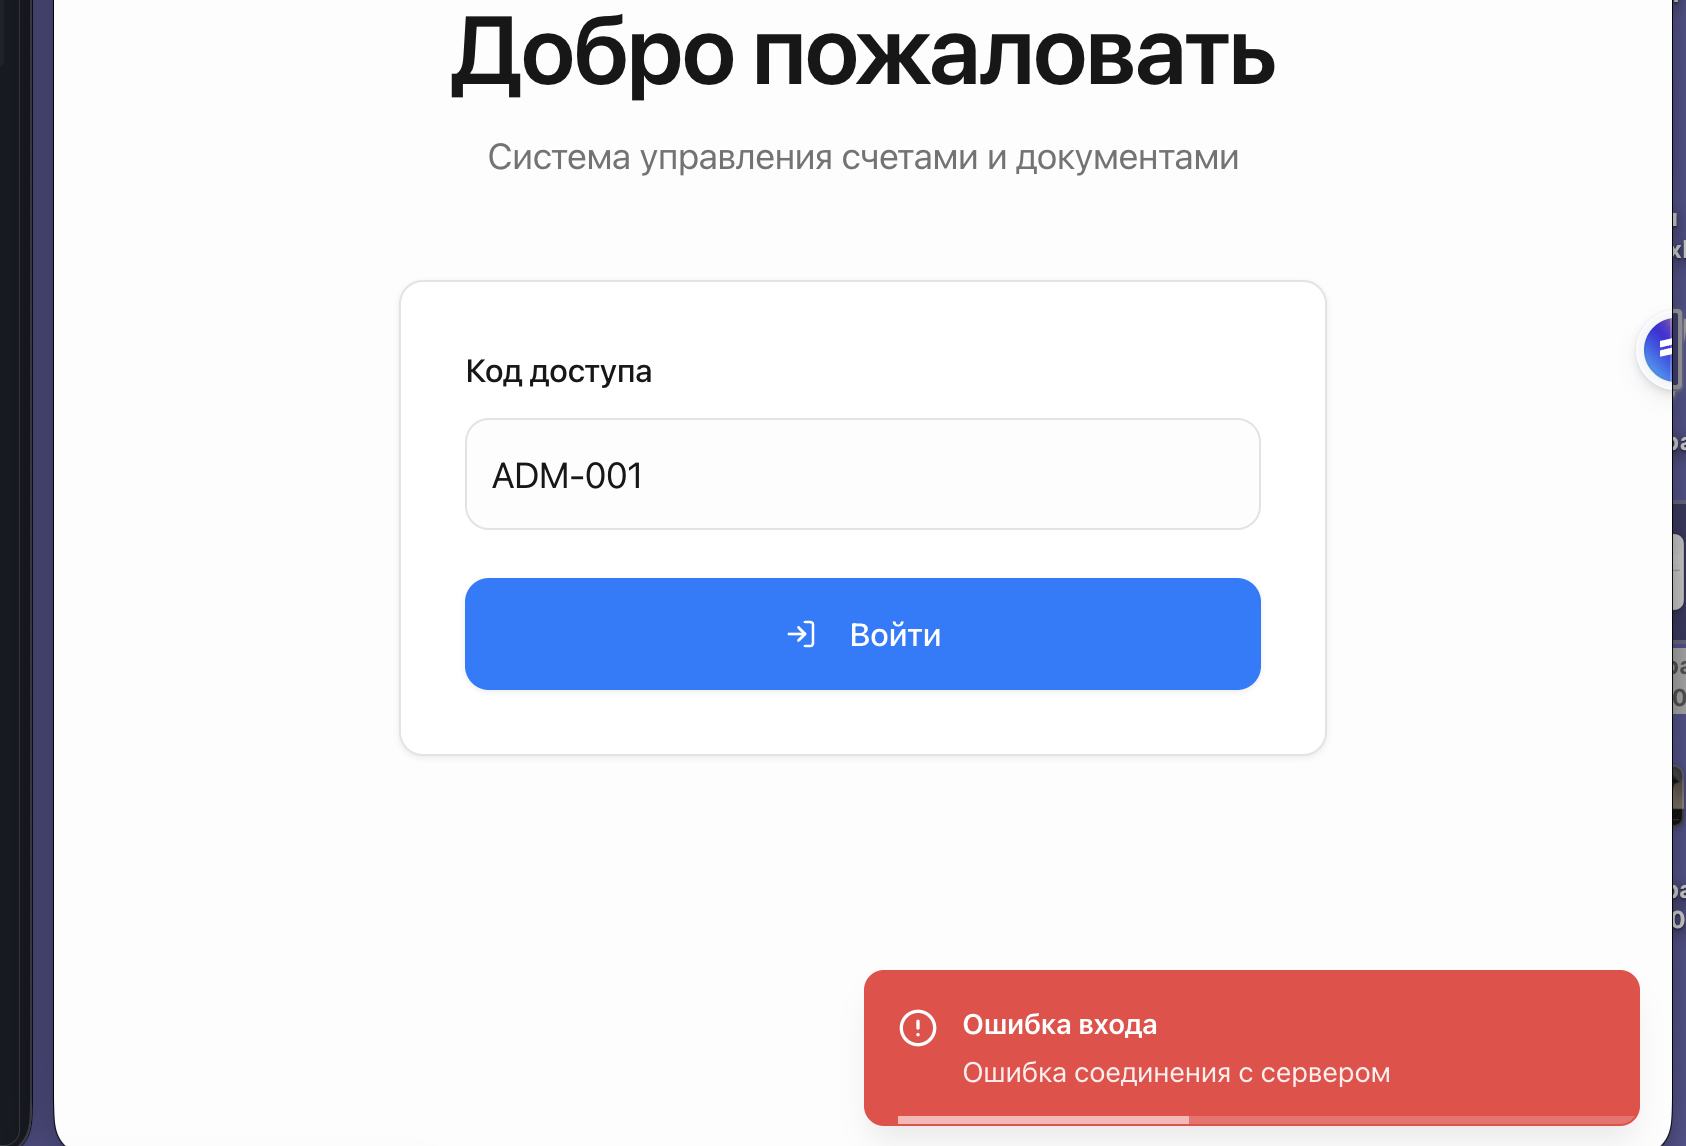 Добро пожаловать
Система управления счетами и документами
Код доступа
ADM-001
Войти
Ошибка входа
Ошибка соединения с сервером